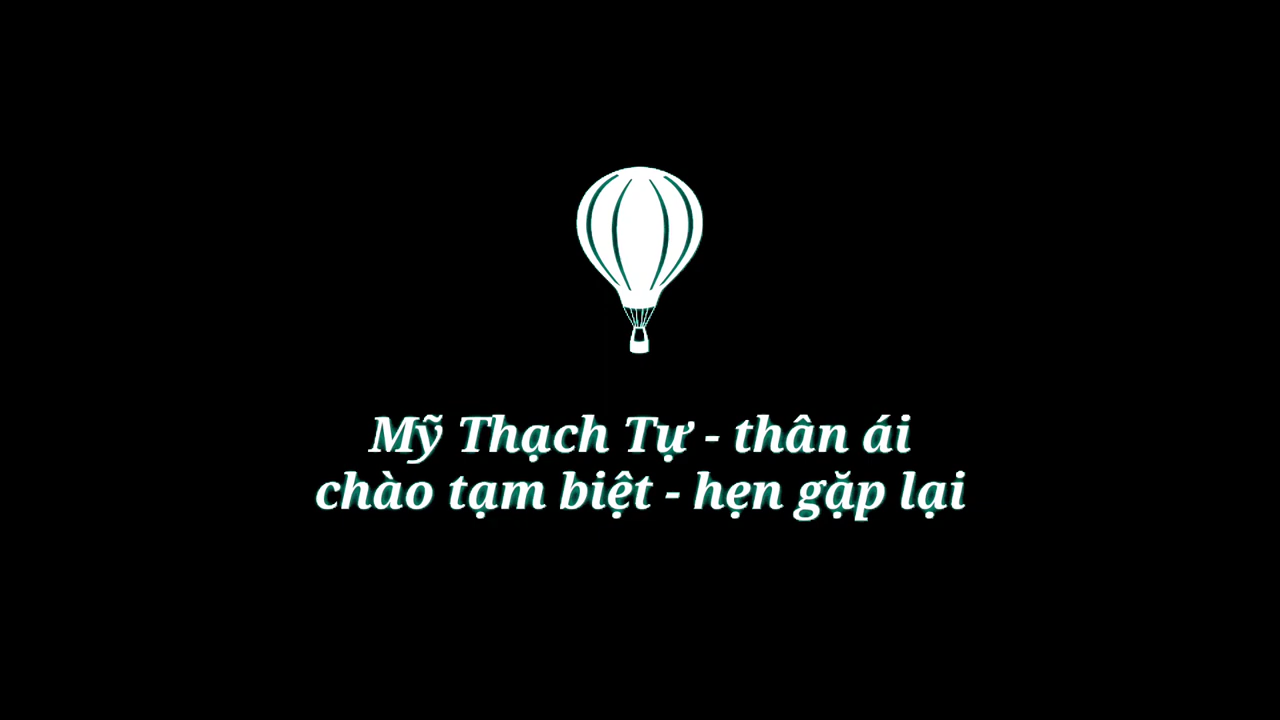 Mỹ Thạch Tự - thân ái
chào tạm biệt - hẹn gặp lại